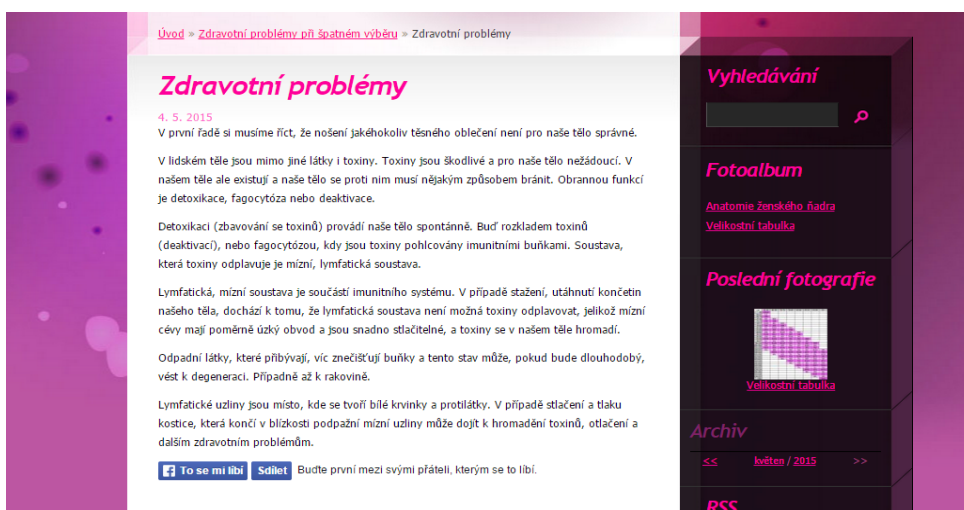 Úvod » Zdravotní problémy při špatném výběru » Zdravotní problémy
Zdravotní problémy
4. 5. 2015
V první řadě si musíme říct, že nošení jakéhokoliv těsného oblečení není pro naše tělo správné.
V lidském těle jsou mimo jiné látky i toxiny. Toxiny jsou škodlivé a pro naše tělo nežádoucí. V
našem těle ale existují a naše tělo se proti nim musí nějakým způsobem bránit. Obrannou funkcí
je detoxikace, fagocytóza nebo deaktivace.
Detoxikaci (zbavování se toxinů) provádí naše tělo spontánně. Buď rozkladem toxinů
(deaktivací), nebo fagocytózou, kdy jsou toxiny pohlcovány imunitními buňkami. Soustava,
která toxiny odplavuje je mízní, lymfatická soustava.
Lymfatická, mízní soustava je součástí imunitního systému. V případě stažení, utáhnutí končetin
našeho těla, dochází k tomu, že lymfatická soustava není možná toxiny odplavovat, jelikož mízní
cévy mají poměrně úzký obvod a jsou snadno stlačitelné, a toxiny se v našem těle hromadí.
Odpadní látky, které přibývají, víc znečišťují buňky a tento stav může, pokud bude dlouhodobý,
vést k degeneraci. Případně až k rakovině.
Lymfatické uzliny jsou místo, kde se tvoří bílé krvinky a protilátky. V případě stlačení a tlaku
kostice, která končí v blízkosti podpažní mízní uzliny může dojít k hromadění toxinů, otlačení a
dalším zdravotním problémům.
To se mi líbí Sdílet Buďte první mezi svými přáteli, kterým se to líbí.
Vyhledávání
Fotoalbum
Anatomie ženského ňadra
Velikostní tabulka
Poslední fotografie
Velikostní tabulka
Archiv
<< květen / 2015 >>
RSS